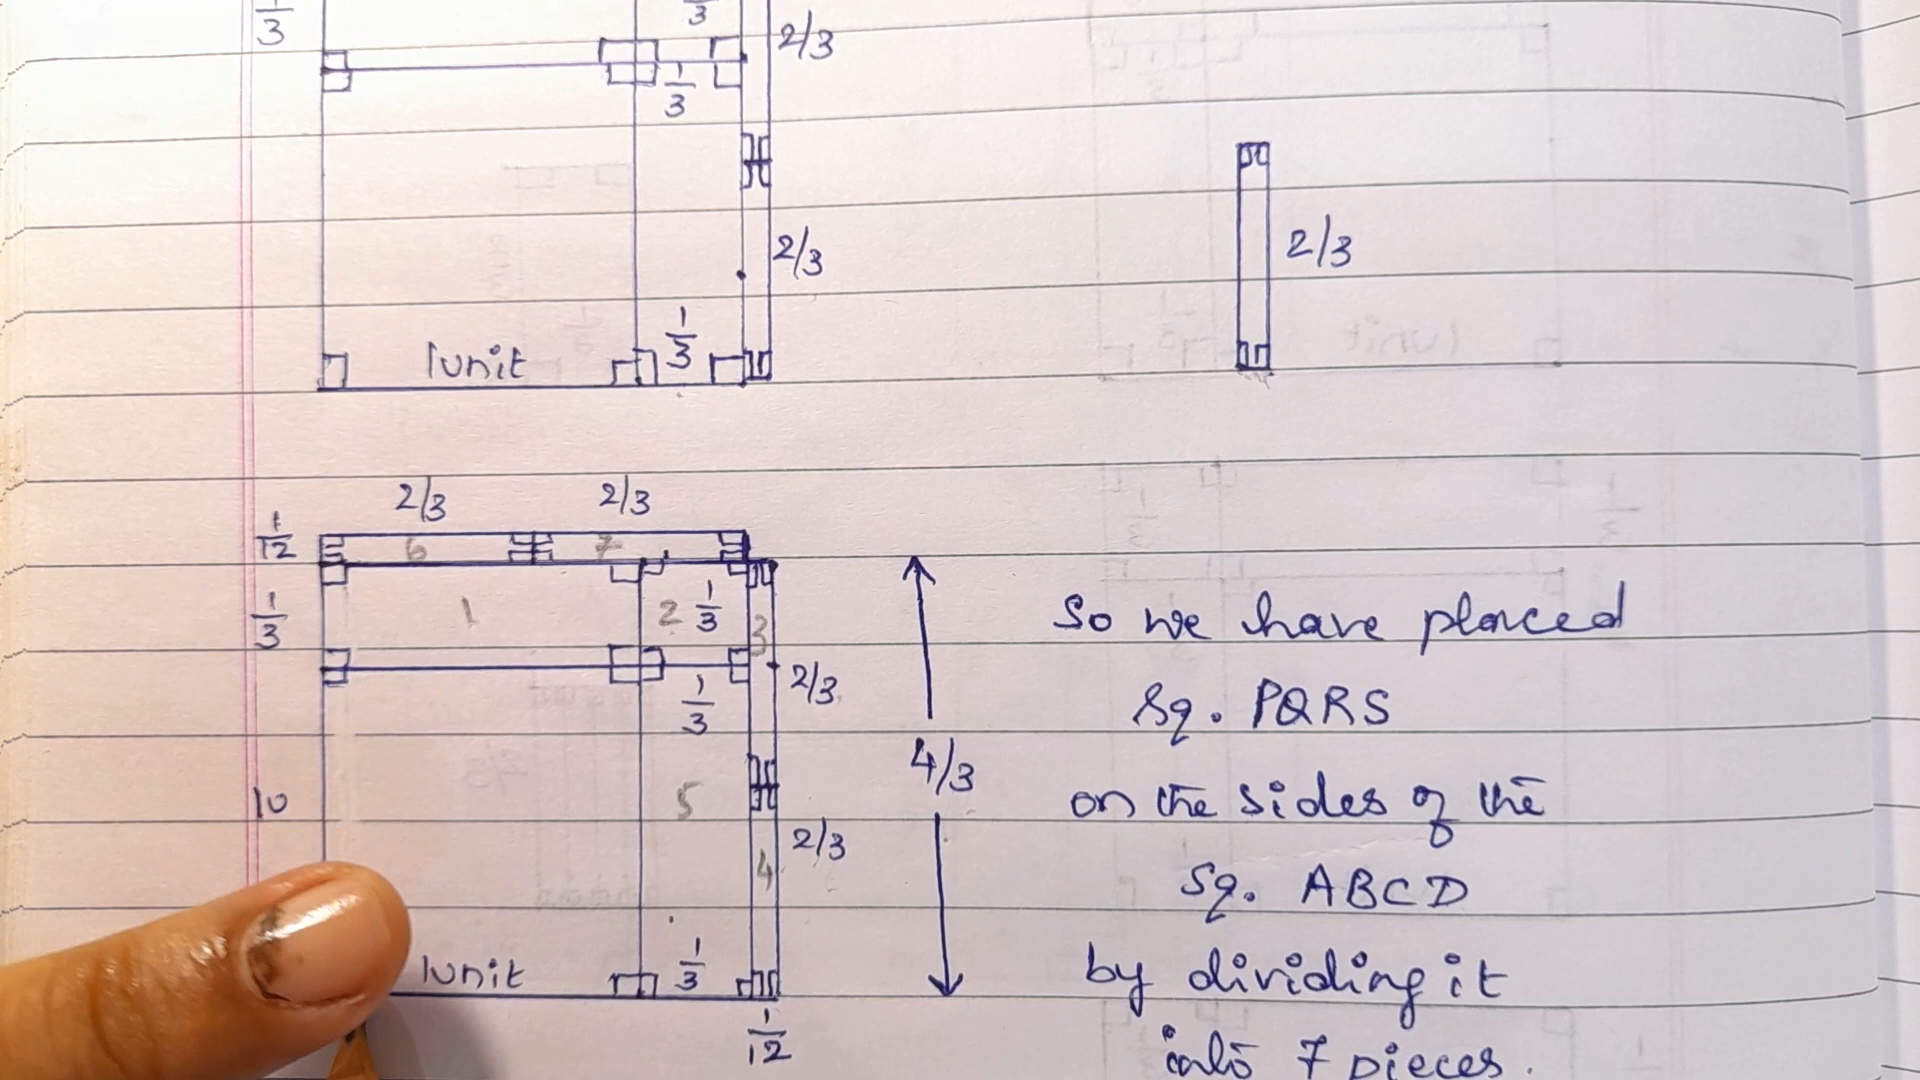 1/3
1/3
2/3
1/3
2/3
2/3
1/3
1unit
2/3 2/3
1/12
6 7
1/3
1 2 1/3 3
So we have placed
2/3
1/3
Sq. PQRS
4/3
10
5
on the sides of the
2/3
4
Sq. ABCD
1unit
1/3
by dividing it
1/12
into 7 pieces.